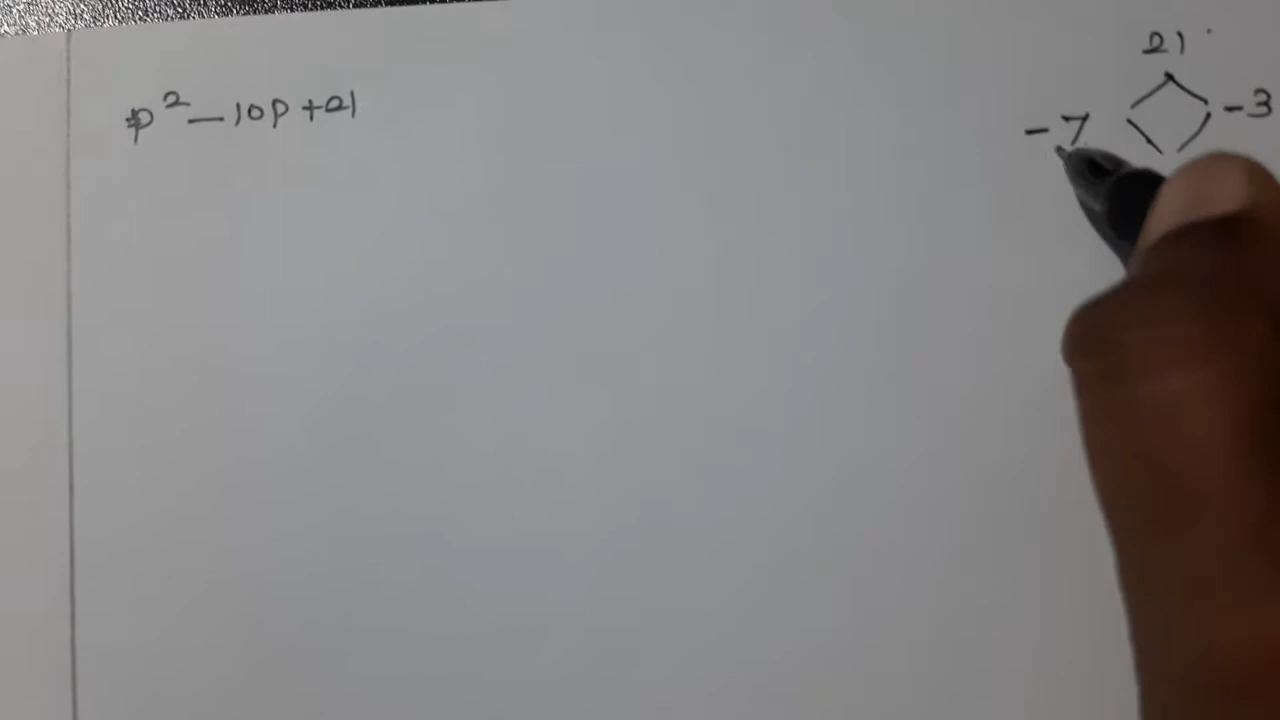 p² – 10p + 21
21
-7 -3